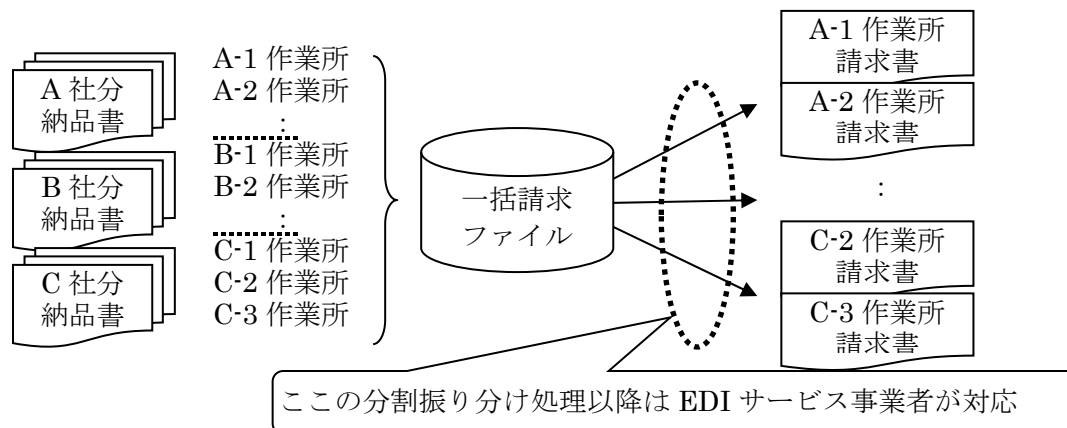 A 社分
納品書
B 社分
納品書
C 社分
納品書
A-1 作業所
A-2 作業所
:
B-1 作業所
B-2 作業所
:
C-1 作業所
C-2 作業所
C-3 作業所
一括請求
ファイル
A-1 作業所
請求書
A-2 作業所
請求書
:
C-2 作業所
請求書
C-3 作業所
請求書
ここの分割振り分け処理以降は EDI サービス事業者が対応